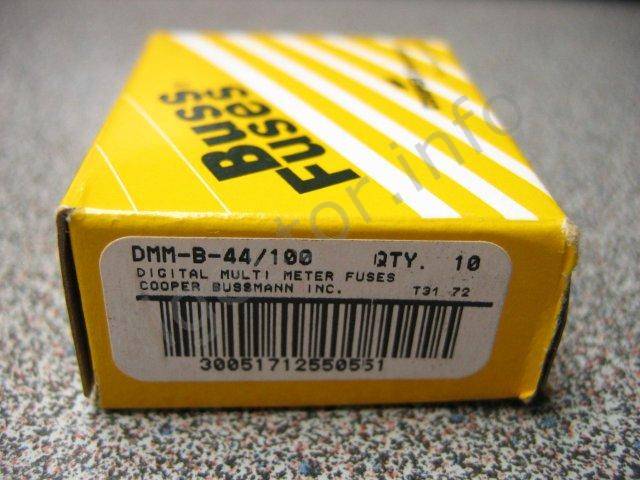 Buss
Fuses
DMM-B-44/100 QTY. 10
DIGITAL MULTI METER FUSES
COOPER BUSSMANN INC. T31 72
30051712550551